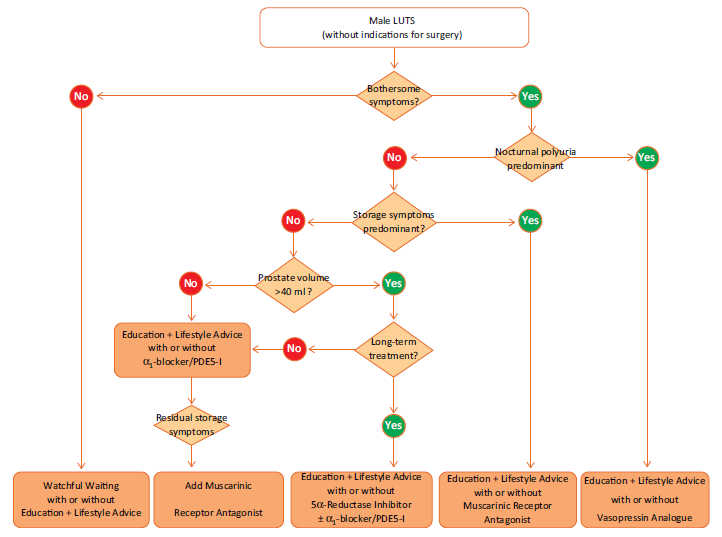 Male LUTS
(without indications for surgery)
Bothersome
symptoms?
No
Yes
Nocturnal polyuria
predominant
No
Yes
Storage symptoms
predominant?
No
Yes
Prostate volume
>40 ml ?
No
Yes
Education + Lifestyle Advice
with or without
α1-blocker/PDE5-I
No
Long-term
treatment?
Residual storage
symptoms
Yes
Watchful Waiting
with or without
Education + Lifestyle Advice
Add Muscarinic
Receptor Antagonist
Education + Lifestyle Advice
with or without
5α-Reductase Inhibitor
± α1-blocker/PDE5-I
Education + Lifestyle Advice
with or without
Muscarinic Receptor
Antagonist
Education + Lifestyle Advice
with or without
Vasopressin Analogue